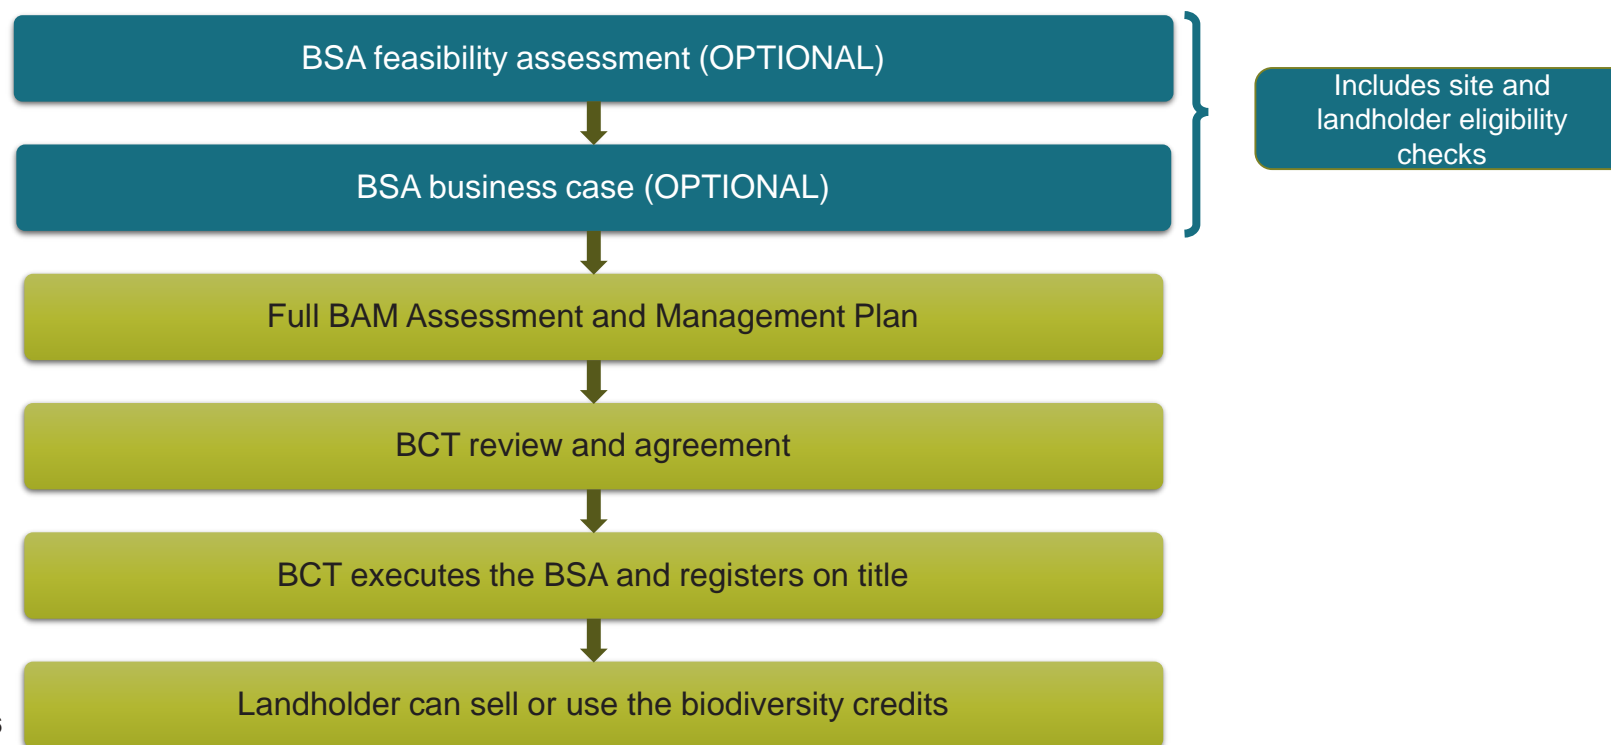 BSA feasibility assessment (OPTIONAL)
Includes site and
landholder eligibility
checks
BSA business case (OPTIONAL)
Full BAM Assessment and Management Plan
BCT review and agreement
BCT executes the BSA and registers on title
Landholder can sell or use the biodiversity credits
s